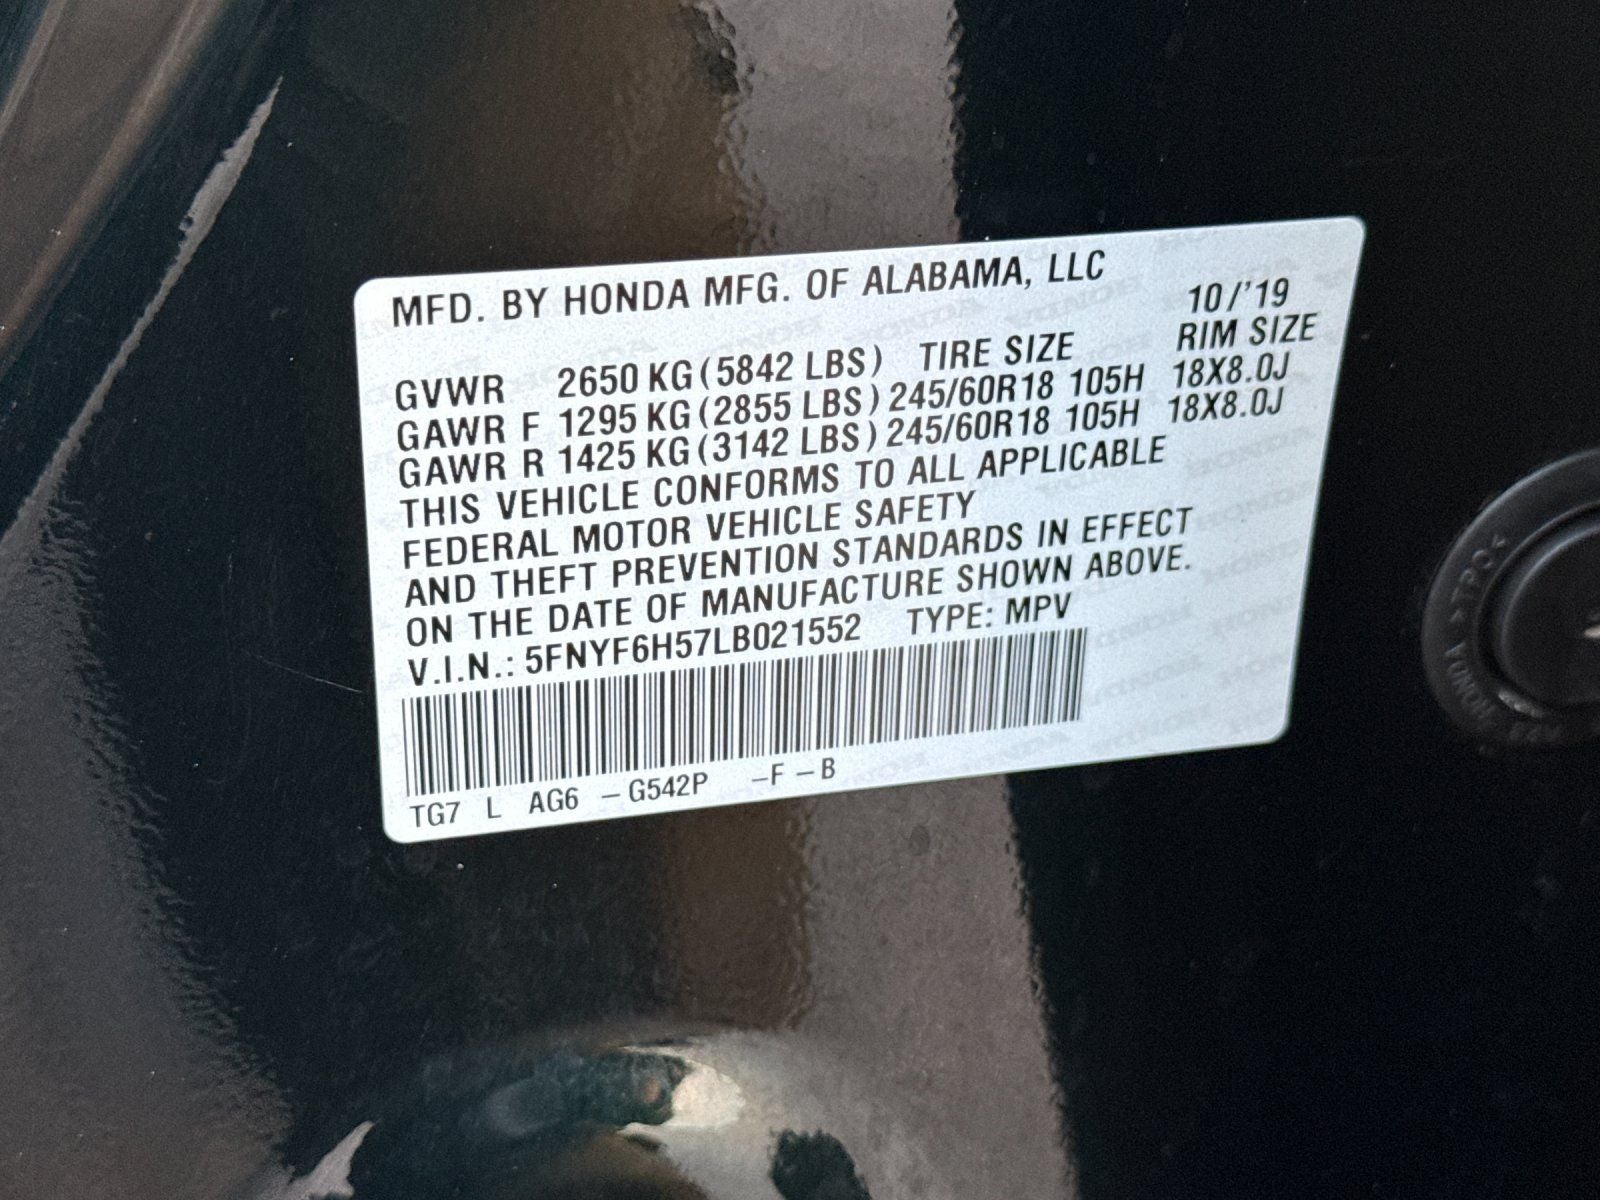 MFD. BY HONDA MFG. OF ALABAMA, LLC
10/'19
GVWR 2650 KG (5842 LBS) TIRE SIZE RIM SIZE
GAWR F 1295 KG (2855 LBS) 245/60R18 105H 18X8.0J
GAWR R 1425 KG (3142 LBS) 245/60R18 105H 18X8.0J
THIS VEHICLE CONFORMS TO ALL APPLICABLE
FEDERAL MOTOR VEHICLE SAFETY
AND THEFT PREVENTION STANDARDS IN EFFECT
ON THE DATE OF MANUFACTURE SHOWN ABOVE.
V.I.N.: 5FNYF6H57LB021552 TYPE: MPV
TG7 L AG6 –G542P –F –B
HONDA >TPO<